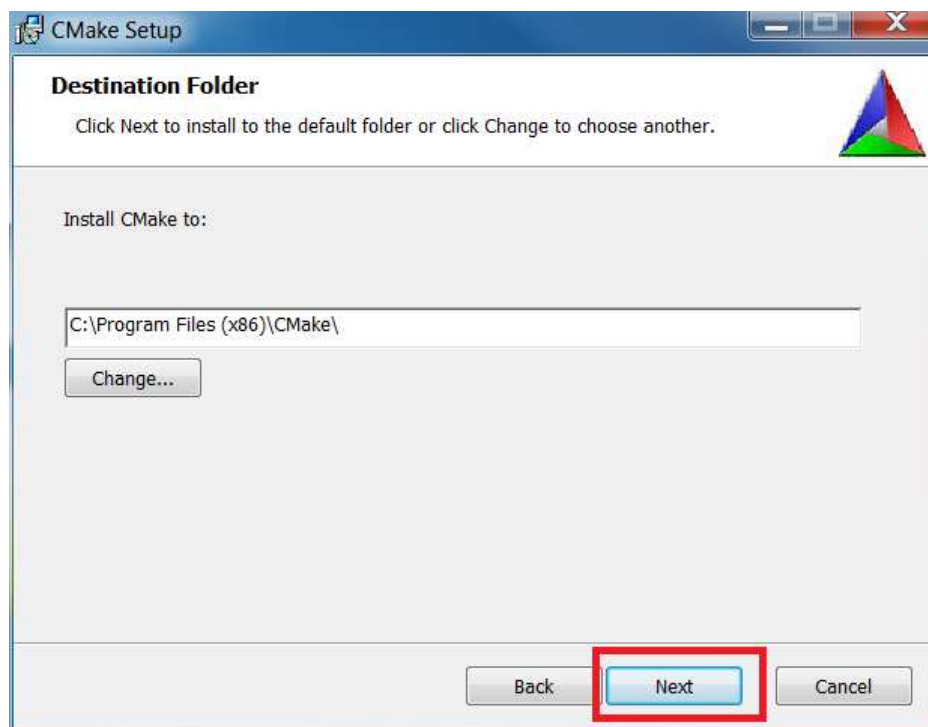 CMake Setup
Destination Folder
Click Next to install to the default folder or click Change to choose another.
Install CMake to:
C:\Program Files (x86)\CMake\
Change...
Back Next Cancel